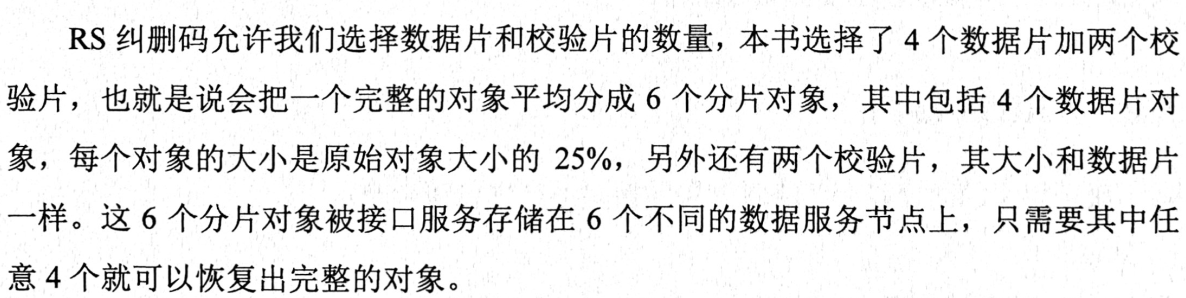 RS 纠删码允许我们选择数据片和校验片的数量，本书选择了 4 个数据片加两个校
验片，也就是说会把一个完整的对象平均分成 6 个分片对象，其中包括 4 个数据片对
象，每个对象的大小是原始对象大小的 25%，另外还有两个校验片，其大小和数据片
一样。这 6 个分片对象被接口服务存储在 6 个不同的数据服务节点上，只需要其中任
意 4 个就可以恢复出完整的对象。